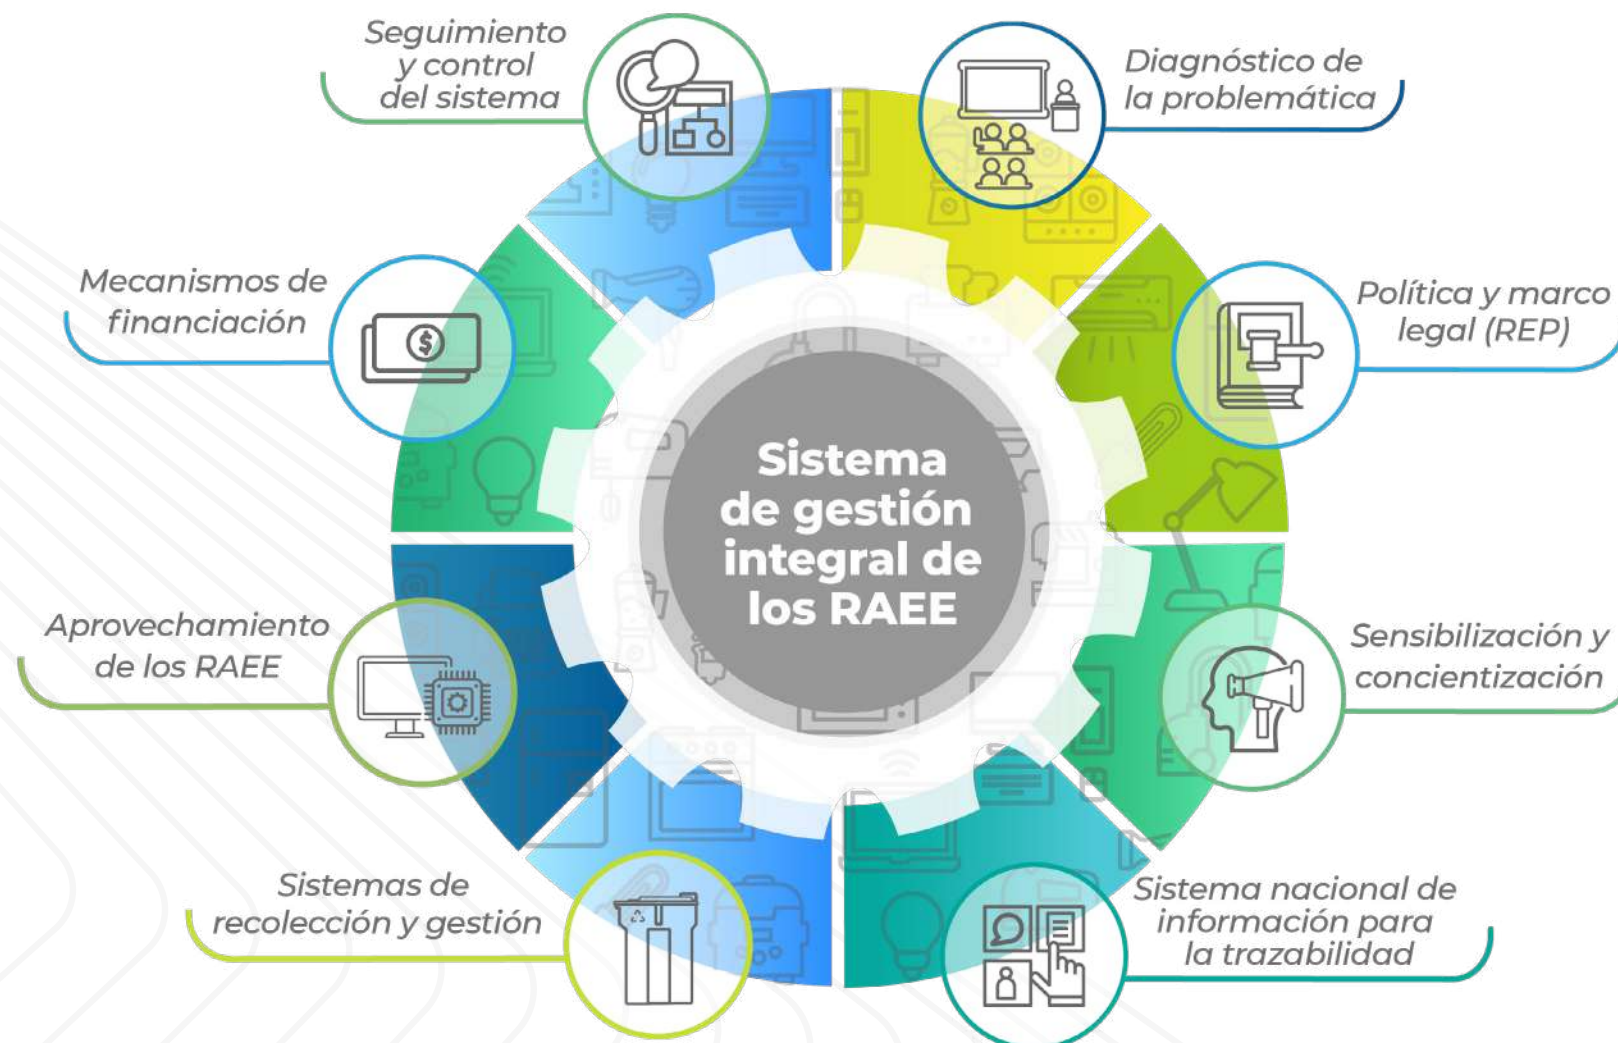 Seguimiento
y control
del sistema
Diagnóstico de
la problemática
Mecanismos de
financiación
$
Política y marco
legal (REP)
Sistema
de gestión
integral de
los RAEE
Aprovechamiento
de los RAEE
Sensibilización y
concientización
Sistemas de
recolección y gestión
Sistema nacional de
información para
la trazabilidad